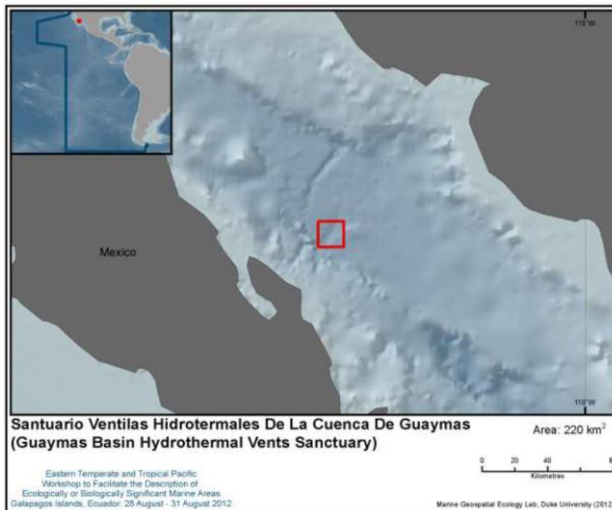 110°W
Mexico
110°W
Santuario Ventilas Hidrotermales De La Cuenca De Guaymas
(Guaymas Basin Hydrothermal Vents Sanctuary)
Area: 220 km²
Eastern Temperate and Tropical Pacific
Workshop to Facilitate the Description of
Ecologically or Biologically Significant Marine Areas
Galapagos Islands, Ecuador: 28 August - 31 August 2012
0 20 40
Kilometres
Marine Geospatial Ecology Lab, Duke University (2012